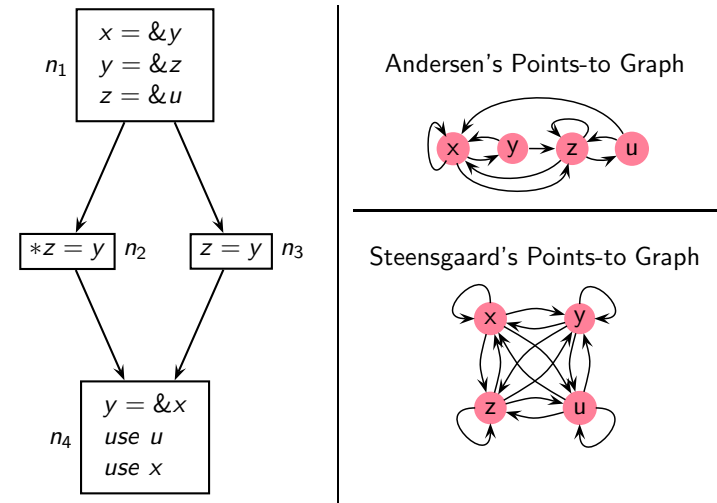 x = &y
y = &z
z = &u
n1
*z = y
n2
z = y
n3
y = &x
use u
use x
n4
Andersen's Points-to Graph
x
y
z
u
Steensgaard's Points-to Graph
x
y
z
u